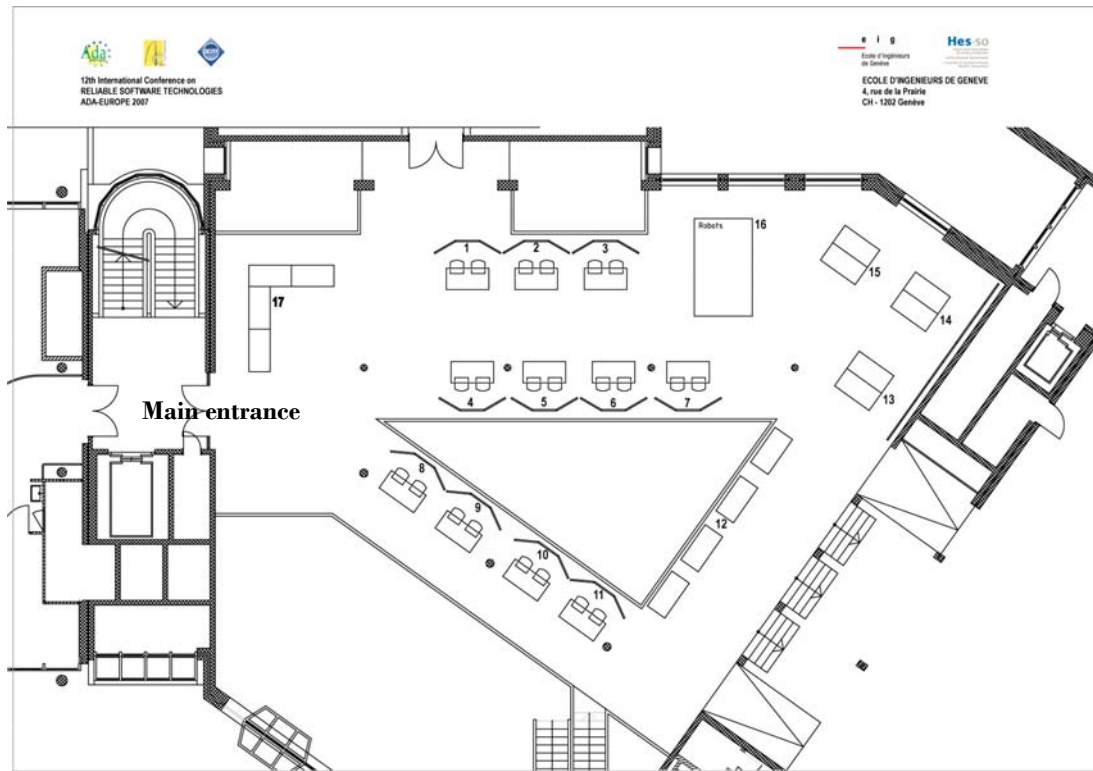 Ada
acm
12th International Conference on
RELIABLE SOFTWARE TECHNOLOGIES
ADA-EUROPE 2007
e i g
Ecole d'ingénieurs
de Genève
Hes·so
ECOLE D'INGENIEURS DE GENEVE
4, rue de la Prairie
CH - 1202 Genève
1
2
3
Robots
16
15
17
14
13
4
5
6
7
Main entrance
8
9
12
10
11